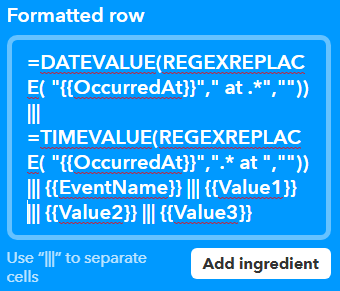 Formatted row
=DATEVALUE(REGEXREPLAC
E( "{{OccurredAt}}"," at .*",""))
|||
=TIMEVALUE(REGEXREPLAC
E( "{{OccurredAt}}",".* at ",""))
||| {{EventName}} ||| {{Value1}}
||| {{Value2}} ||| {{Value3}}
Use “|||” to separate
cells
Add ingredient